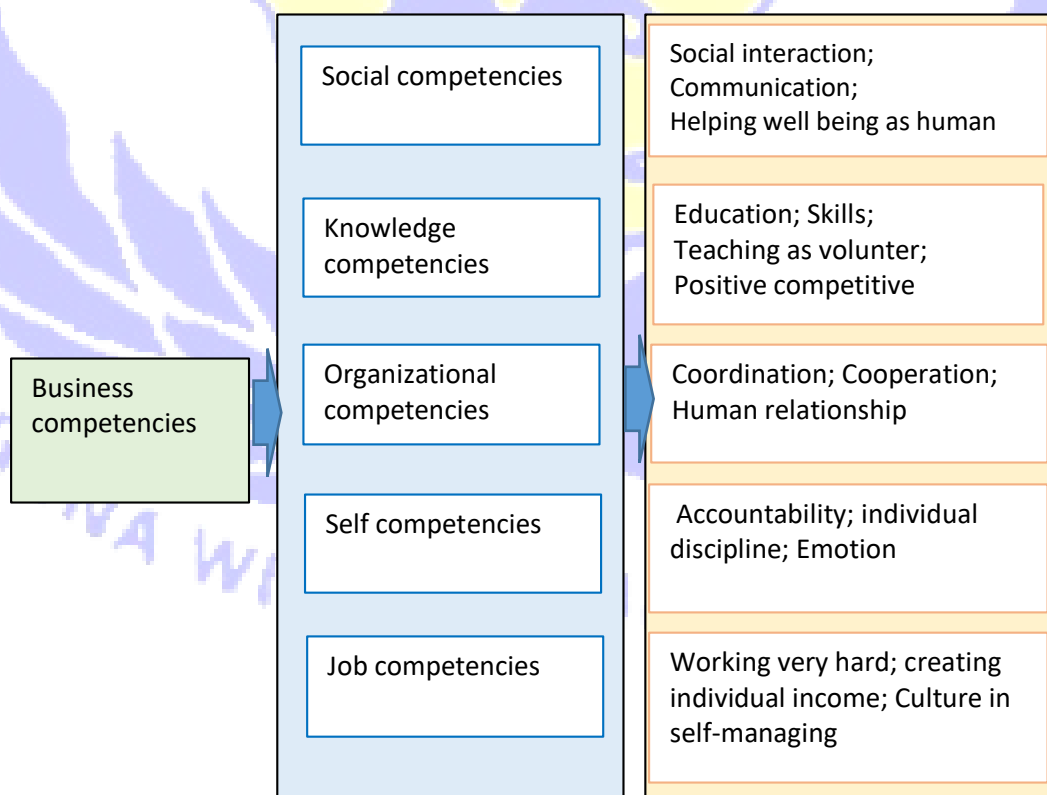 Social competencies
Social interaction;
Communication;
Helping well being as human
Knowledge
competencies
Education; Skills;
Teaching as volunter;
Positive competitive
Business
competencies
Organizational
competencies
Coordination; Cooperation;
Human relationship
Self competencies
Accountability; individual
discipline; Emotion
Job competencies
Working very hard; creating
individual income; Culture in
self-managing
NA WI